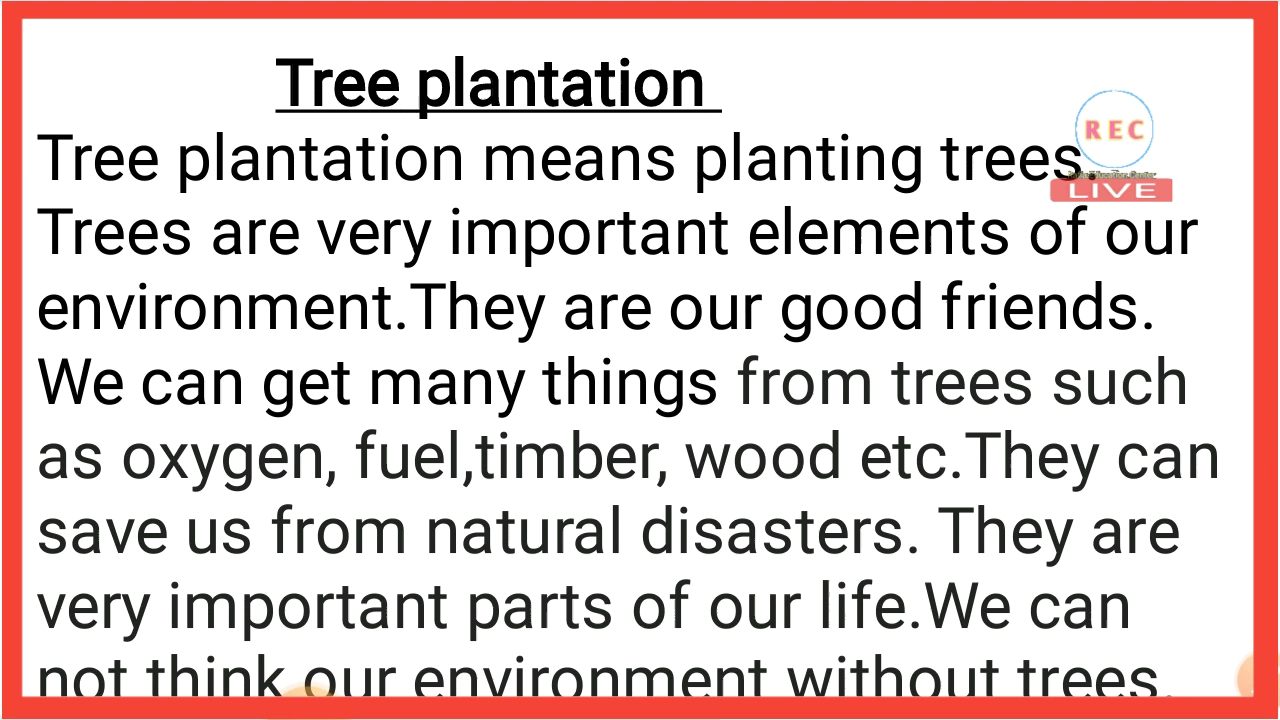 Tree plantation
Tree plantation means planting trees.
REC
LIVE
Trees are very important elements of our
environment.They are our good friends.
We can get many things from trees such
as oxygen, fuel,timber, wood etc.They can
save us from natural disasters. They are
very important parts of our life.We can
not think our environment without trees.